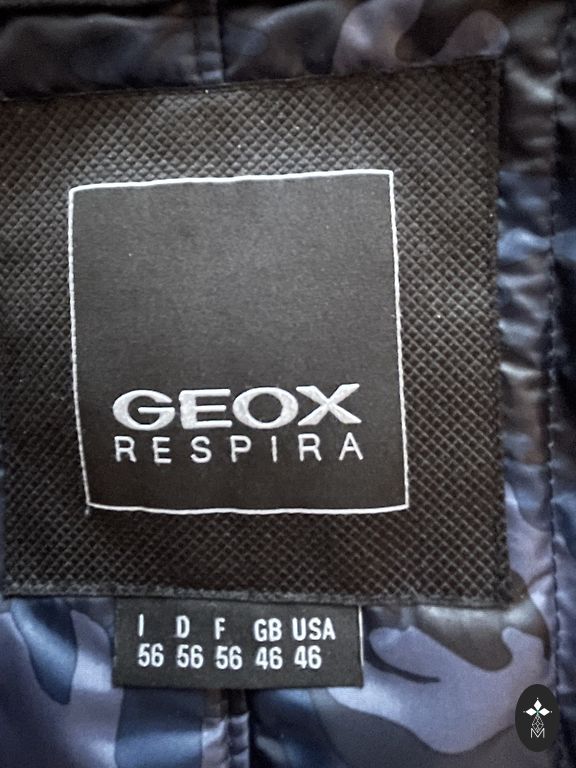 GEOX
RESPIRA
I D F GB USA
56 56 56 46 46
M